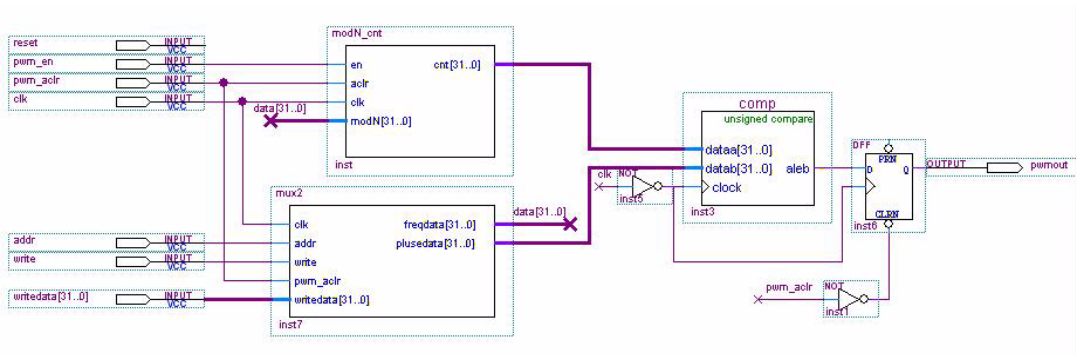 reset INPUT VCC
pwm_en INPUT VCC
pwm_aclr INPUT VCC
clk INPUT VCC
modN_cnt
en cnt[31..0]
aclr
clk
data[31..0]
modN[31..0]
inst
mux2
clk freqdata[31..0]
addr plusedata[31..0]
write
pwm_aclr
writedata[31..0]
inst7
data[31..0]
addr INPUT VCC
write INPUT VCC
writedata[31..0] INPUT VCC
comp
unsigned compare
dataa[31..0]
datab[31..0] aleb
clock
inst3
clk NOT
inst5
DFF
PRN
D Q
CLRN
inst6
OUTPUT pwmout
pwm_aclr NOT
inst1